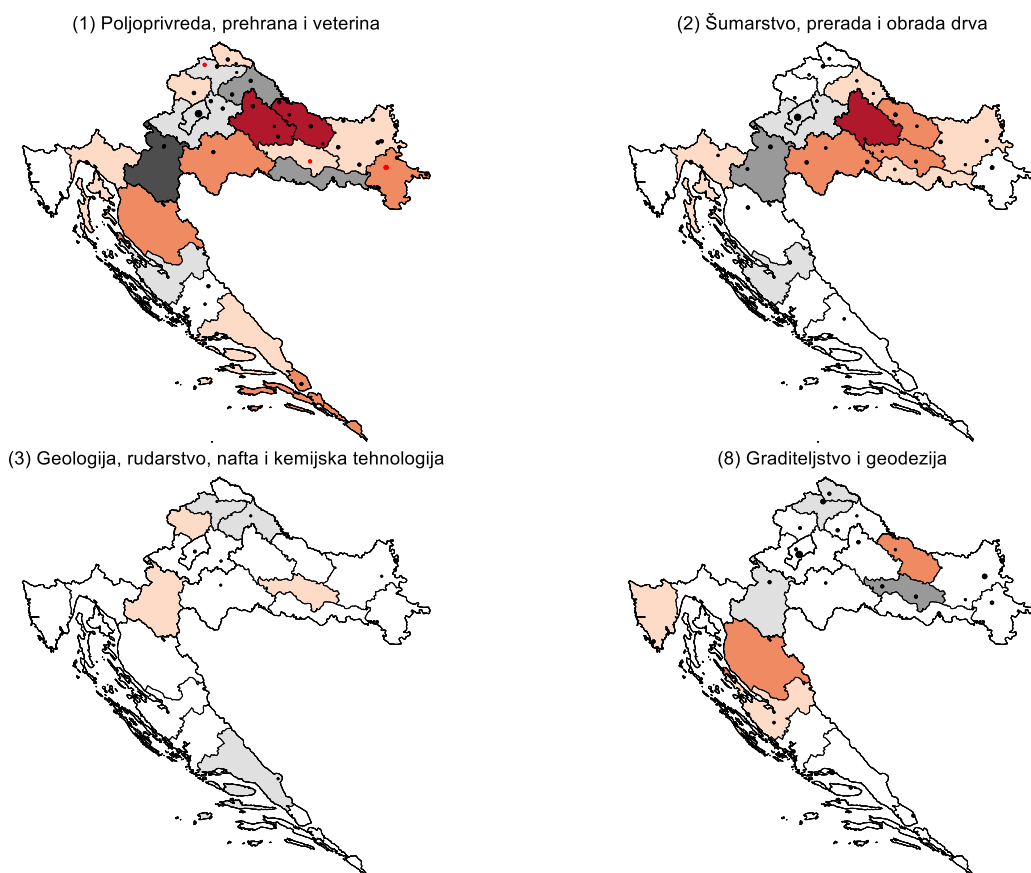 (1) Poljoprivreda, prehrana i veterina
(2) Šumarstvo, prerada i obrada drva
(3) Geologija, rudarstvo, nafta i kemijska tehnologija
(8) Graditeljstvo i geodezija